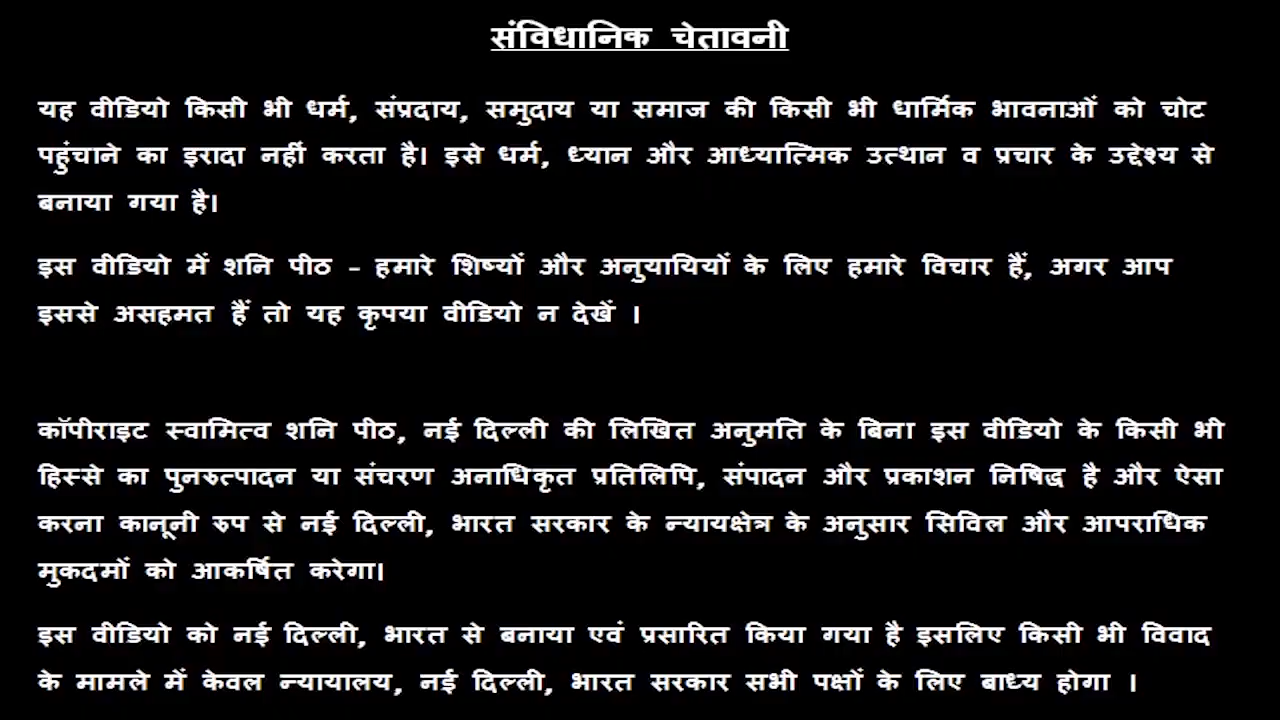 संविधानिक चेतावनी
यह वीडियो किसी भी धर्म, संप्रदाय, समुदाय या समाज की किसी भी धार्मिक भावनाओं को चोट
पहुंचाने का इरादा नहीं करता है। इसे धर्म, ध्यान और आध्यात्मिक उत्थान व प्रचार के उद्देश्य से
बनाया गया है।
इस वीडियो में शनि पीठ – हमारे शिष्यों और अनुयायियों के लिए हमारे विचार हैं, अगर आप
इससे असहमत हैं तो यह कृपया वीडियो न देखें ।
कॉपीराइट स्वामित्व शनि पीठ, नई दिल्ली की लिखित अनुमति के बिना इस वीडियो के किसी भी
हिस्से का पुनरुत्पादन या संचरण अनाधिकृत प्रतिलिपि, संपादन और प्रकाशन निषिद्ध है और ऐसा
करना कानूनी रुप से नई दिल्ली, भारत सरकार के न्यायक्षेत्र के अनुसार सिविल और आपराधिक
मुकदमों को आकर्षित करेगा।
इस वीडियो को नई दिल्ली, भारत से बनाया एवं प्रसारित किया गया है इसलिए किसी भी विवाद
के मामले में केवल न्यायालय, नई दिल्ली, भारत सरकार सभी पक्षों के लिए बाध्य होगा ।